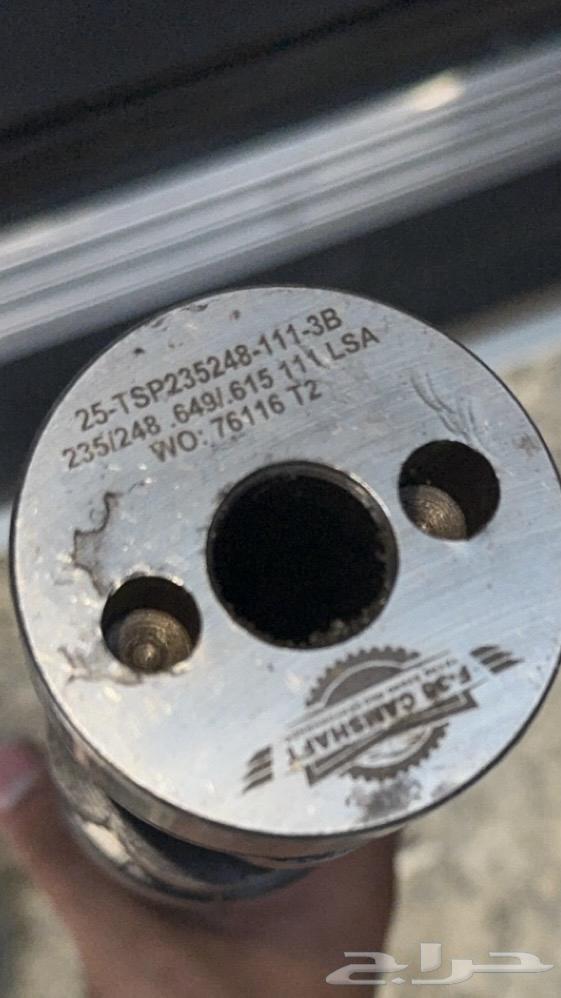 25-TSP235248-111-3B
235/248 .649/.615 111 LSA
WO: 76116 T2
F-35 CAMSHAFT
حراج